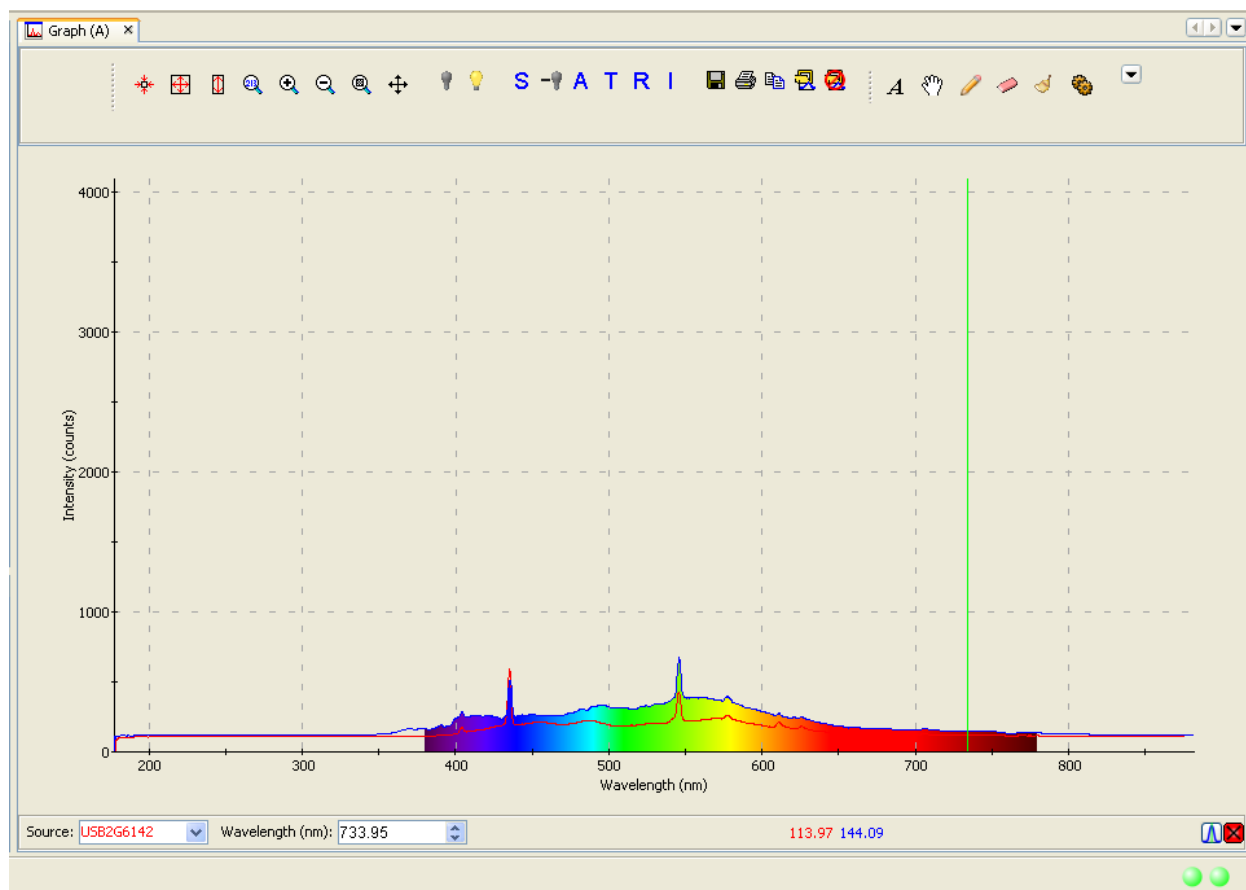 Graph (A)
S A T R I
A
4000
3000
2000
1000
0
Intensity (counts)
200 300 400 500 600 700 800
Wavelength (nm)
Source: USB2G6142 Wavelength (nm): 733.95 113.97 144.09